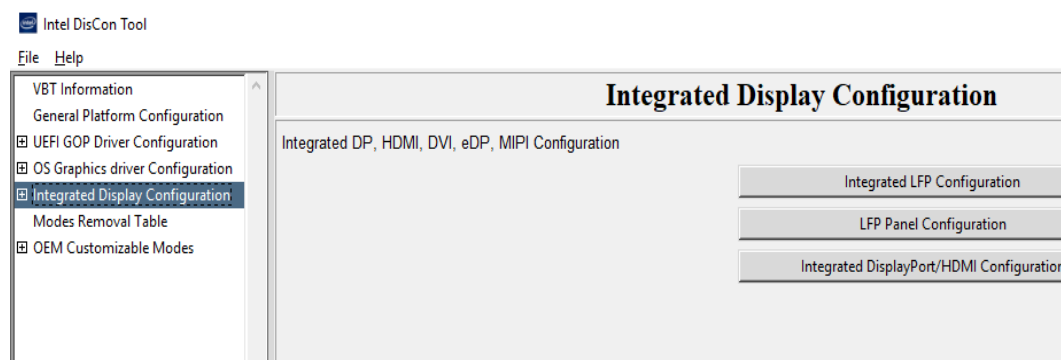 Intel DisCon Tool
File Help
VBT Information
General Platform Configuration
UEFI GOP Driver Configuration
OS Graphics driver Configuration
Integrated Display Configuration
Modes Removal Table
OEM Customizable Modes
Integrated Display Configuration
Integrated DP, HDMI, DVI, eDP, MIPI Configuration
Integrated LFP Configuration
LFP Panel Configuration
Integrated DisplayPort/HDMI Configuration